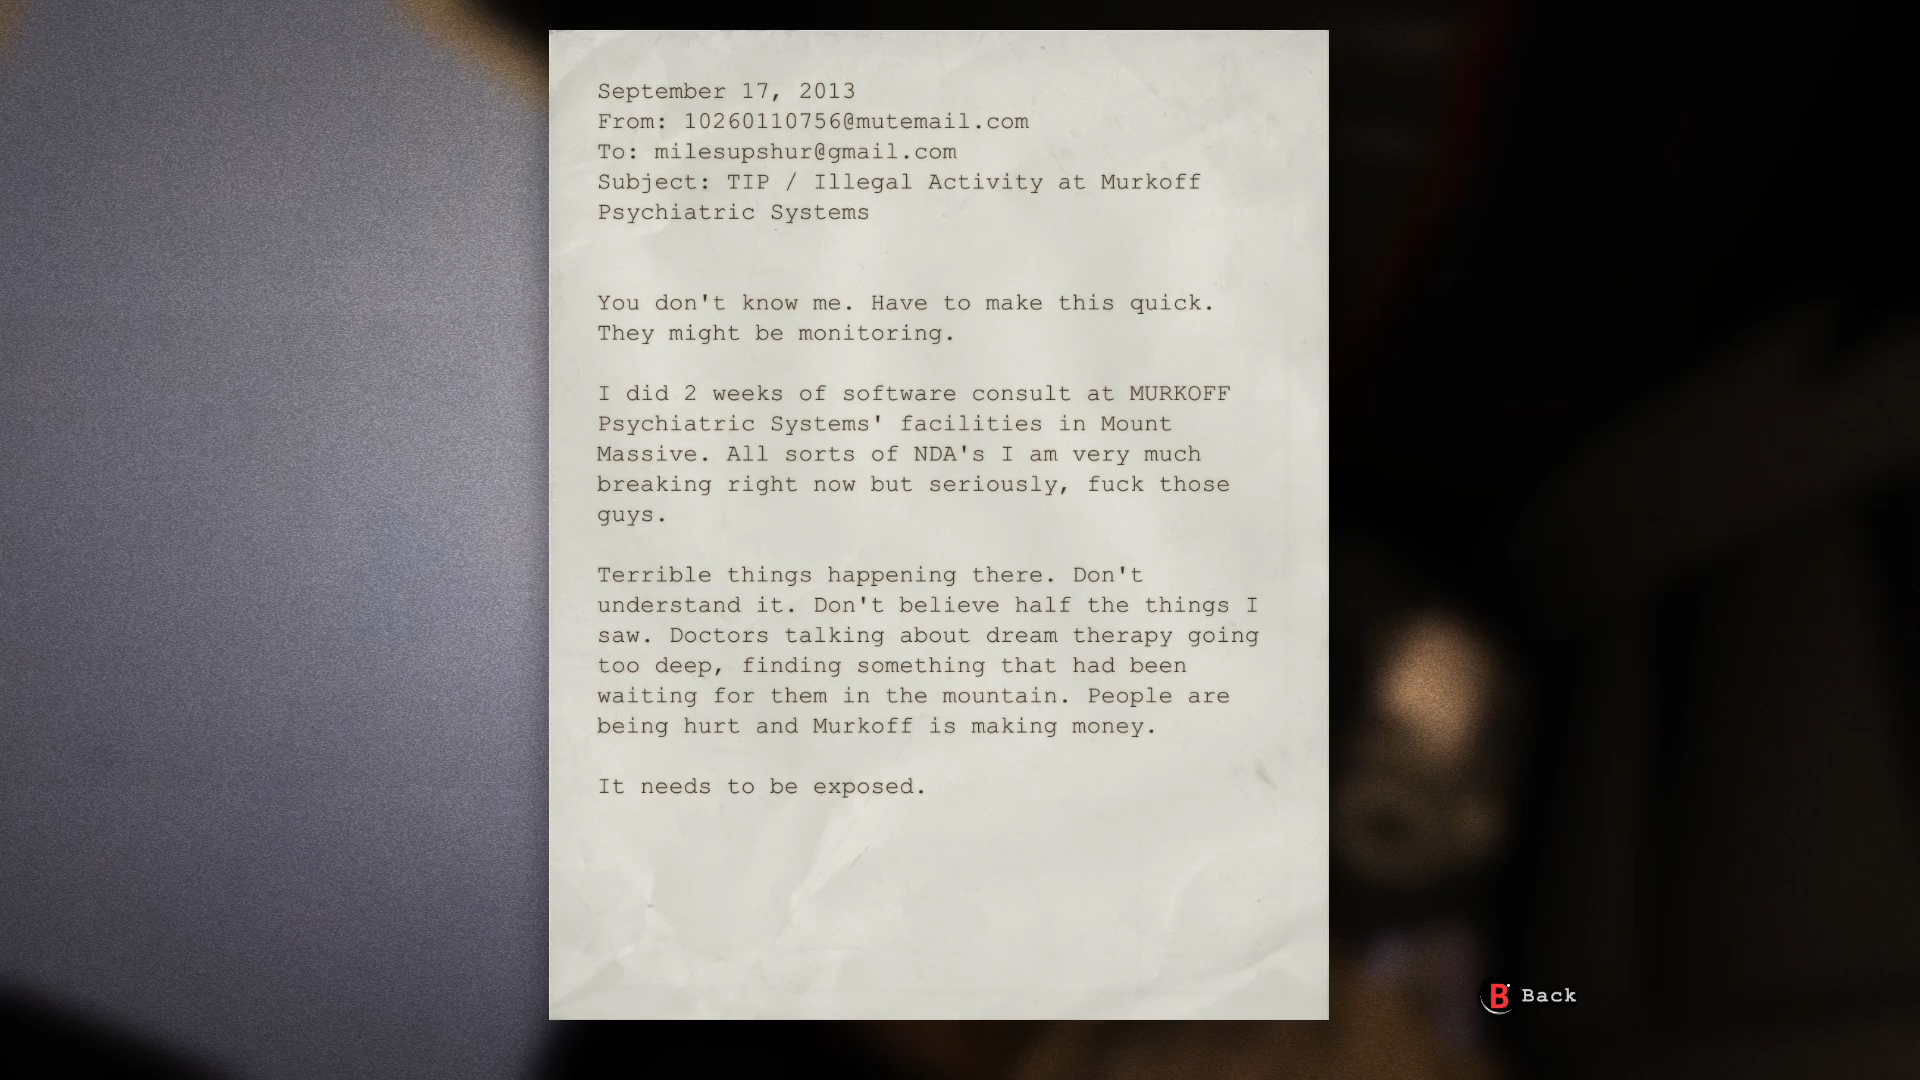 September 17, 2013
From: 10260110756@mutemail.com
To: milesupshur@gmail.com
Subject: TIP / Illegal Activity at Murkoff
Psychiatric Systems
You don't know me. Have to make this quick.
They might be monitoring.
I did 2 weeks of software consult at MURKOFF
Psychiatric Systems' facilities in Mount
Massive. All sorts of NDA's I am very much
breaking right now but seriously, fuck those
guys.
Terrible things happening there. Don't
understand it. Don't believe half the things I
saw. Doctors talking about dream therapy going
too deep, finding something that had been
waiting for them in the mountain. People are
being hurt and Murkoff is making money.
It needs to be exposed.
B Back